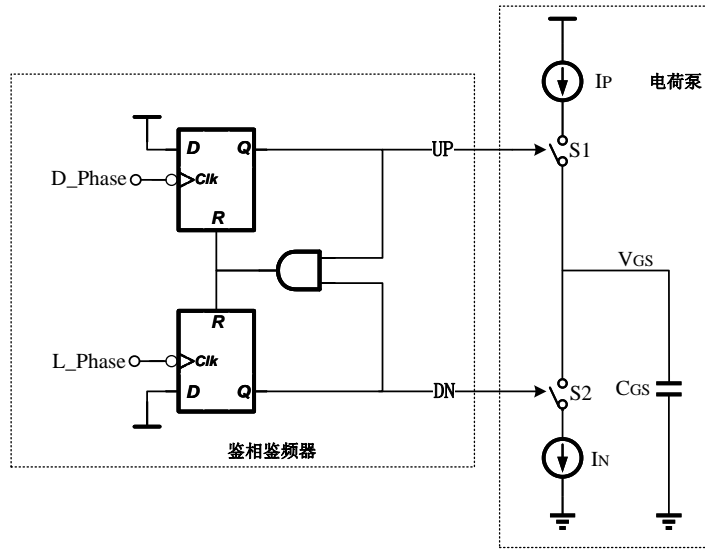 IP
电荷泵
D
Q
UP
S1
D_Phase
Clk
R
VGS
R
L_Phase
Clk
D
Q
DN
S2
CGS
鉴相鉴频器
IN